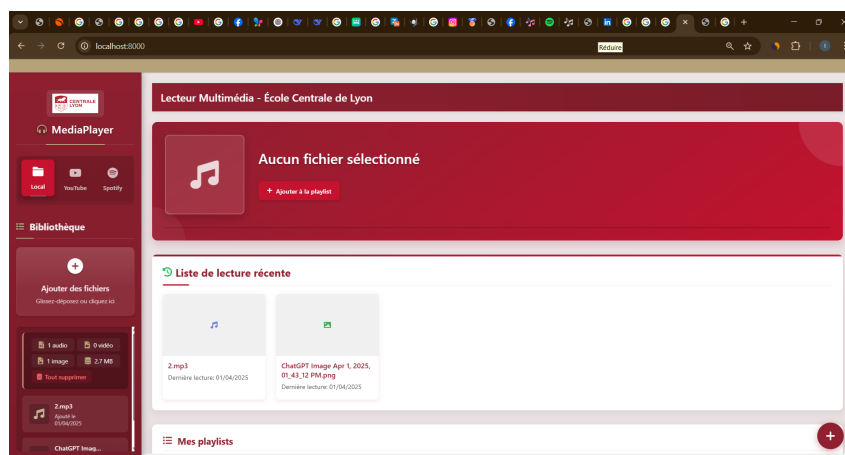 localhost:8000
Réduire
CENTRALE
LYON
MediaPlayer
Local
YouTube
Spotify
Bibliothèque
Ajouter des fichiers
Glissez-déposez ou cliquez ici
1 audio
0 vidéo
1 image
2.7 MB
Tout supprimer
2.mp3
Ajouté le
01/04/2025
ChatGPT Imag...
Lecteur Multimédia - École Centrale de Lyon
Aucun fichier sélectionné
+ Ajouter à la playlist
Liste de lecture récente
2.mp3
Dernière lecture: 01/04/2025
ChatGPT Image Apr 1, 2025,
01_43_12 PM.png
Dernière lecture: 01/04/2025
Mes playlists